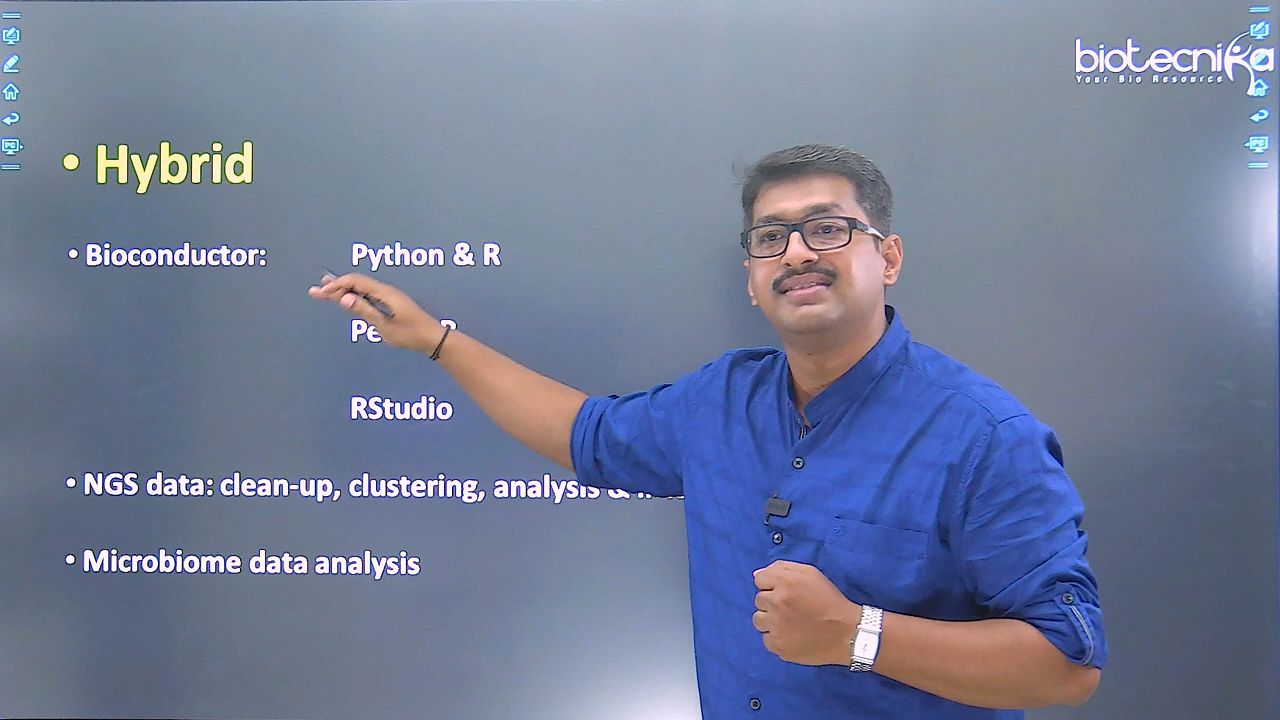 biotecnika
Your Bio Resource
• Hybrid
• Bioconductor: Python & R
RStudio
• NGS data: clean-up, clustering, analysis &
• Microbiome data analysis